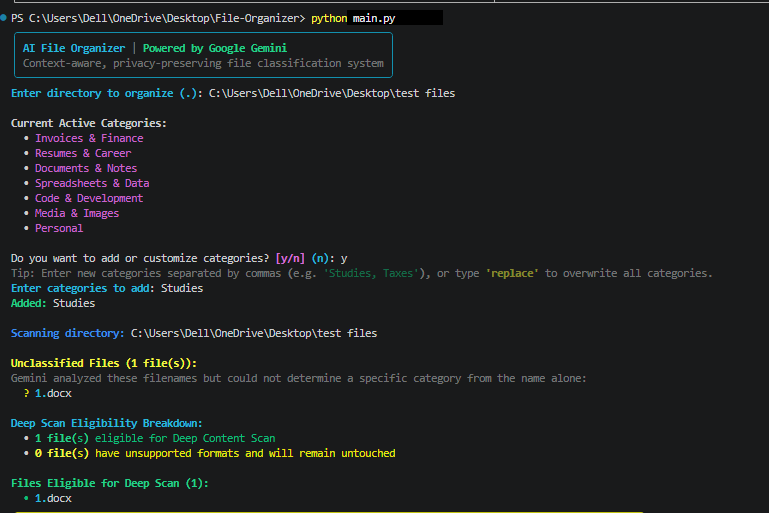 PS C:\Users\Dell\OneDrive\Desktop\File-Organizer> python main.py
AI File Organizer | Powered by Google Gemini
Context-aware, privacy-preserving file classification system
Enter directory to organize (.): C:\Users\Dell\OneDrive\Desktop\test files
Current Active Categories:
• Invoices & Finance
• Resumes & Career
• Documents & Notes
• Spreadsheets & Data
• Code & Development
• Media & Images
• Personal
Do you want to add or customize categories? [y/n] (n): y
Tip: Enter new categories separated by commas (e.g. 'Studies, Taxes'), or type 'replace' to overwrite all categories.
Enter categories to add: Studies
Added: Studies
Scanning directory: C:\Users\Dell\OneDrive\Desktop\test files
Unclassified Files (1 file(s)):
Gemini analyzed these filenames but could not determine a specific category from the name alone:
? 1.docx
Deep Scan Eligibility Breakdown:
• 1 file(s) eligible for Deep Content Scan
• 0 file(s) have unsupported formats and will remain untouched
Files Eligible for Deep Scan (1):
• 1.docx